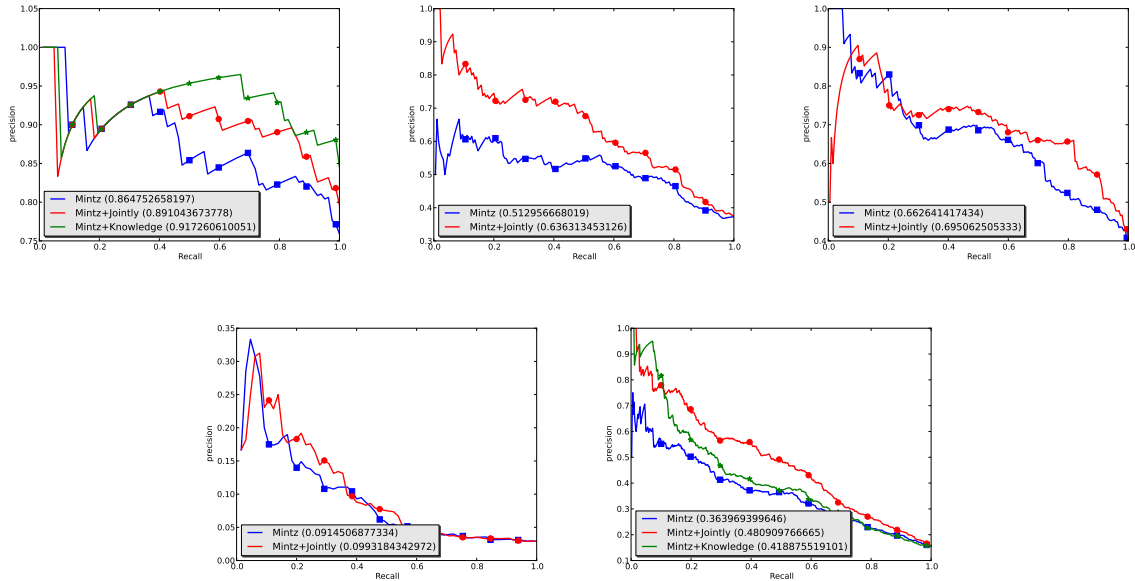 1.05
1.00
0.95
0.90
0.85
0.80
0.75
precision
Mintz (0.864752658197)
Mintz+Jointly (0.891043673778)
Mintz+Knowledge (0.917260610051)
0.0 0.2 0.4 0.6 0.8 1.0
Recall
1.0
0.9
0.8
0.7
0.6
0.5
0.4
0.3
precision
Mintz (0.512956668019)
Mintz+Jointly (0.636313453126)
0.0 0.2 0.4 0.6 0.8 1.0
Recall
1.0
0.9
0.8
0.7
0.6
0.5
0.4
precision
Mintz (0.662641417434)
Mintz+Jointly (0.695062505333)
0.0 0.2 0.4 0.6 0.8 1.0
Recall
0.35
0.30
0.25
0.20
0.15
0.10
0.05
0.00
precision
Mintz (0.0914506877334)
Mintz+Jointly (0.0993184342972)
0.0 0.2 0.4 0.6 0.8 1.0
Recall
1.0
0.9
0.8
0.7
0.6
0.5
0.4
0.3
0.2
0.1
precision
Mintz (0.363969399646)
Mintz+Jointly (0.480909766665)
Mintz+Knowledge (0.418875519101)
0.0 0.2 0.4 0.6 0.8 1.0
Recall